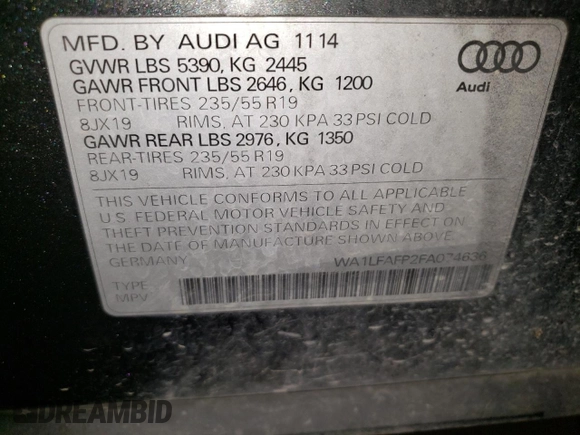 MFD. BY AUDI AG 1114
GVWR LBS 5390, KG 2445
GAWR FRONT LBS 2646, KG 1200
FRONT-TIRES 235/55 R19
8JX19 RIMS, AT 230 KPA 33 PSI COLD
GAWR REAR LBS 2976, KG 1350
REAR-TIRES 235/55 R19
8JX19 RIMS, AT 230 KPA 33 PSI COLD
Audi
THIS VEHICLE CONFORMS TO ALL APPLICABLE
U.S. FEDERAL MOTOR VEHICLE SAFETY AND
THEFT PREVENTION STANDARDS IN EFFECT ON
THE DATE OF MANUFACTURE SHOWN ABOVE.
GERMANY WA1LFAFP2FA074636
TYPE
MPV
DREAMBID